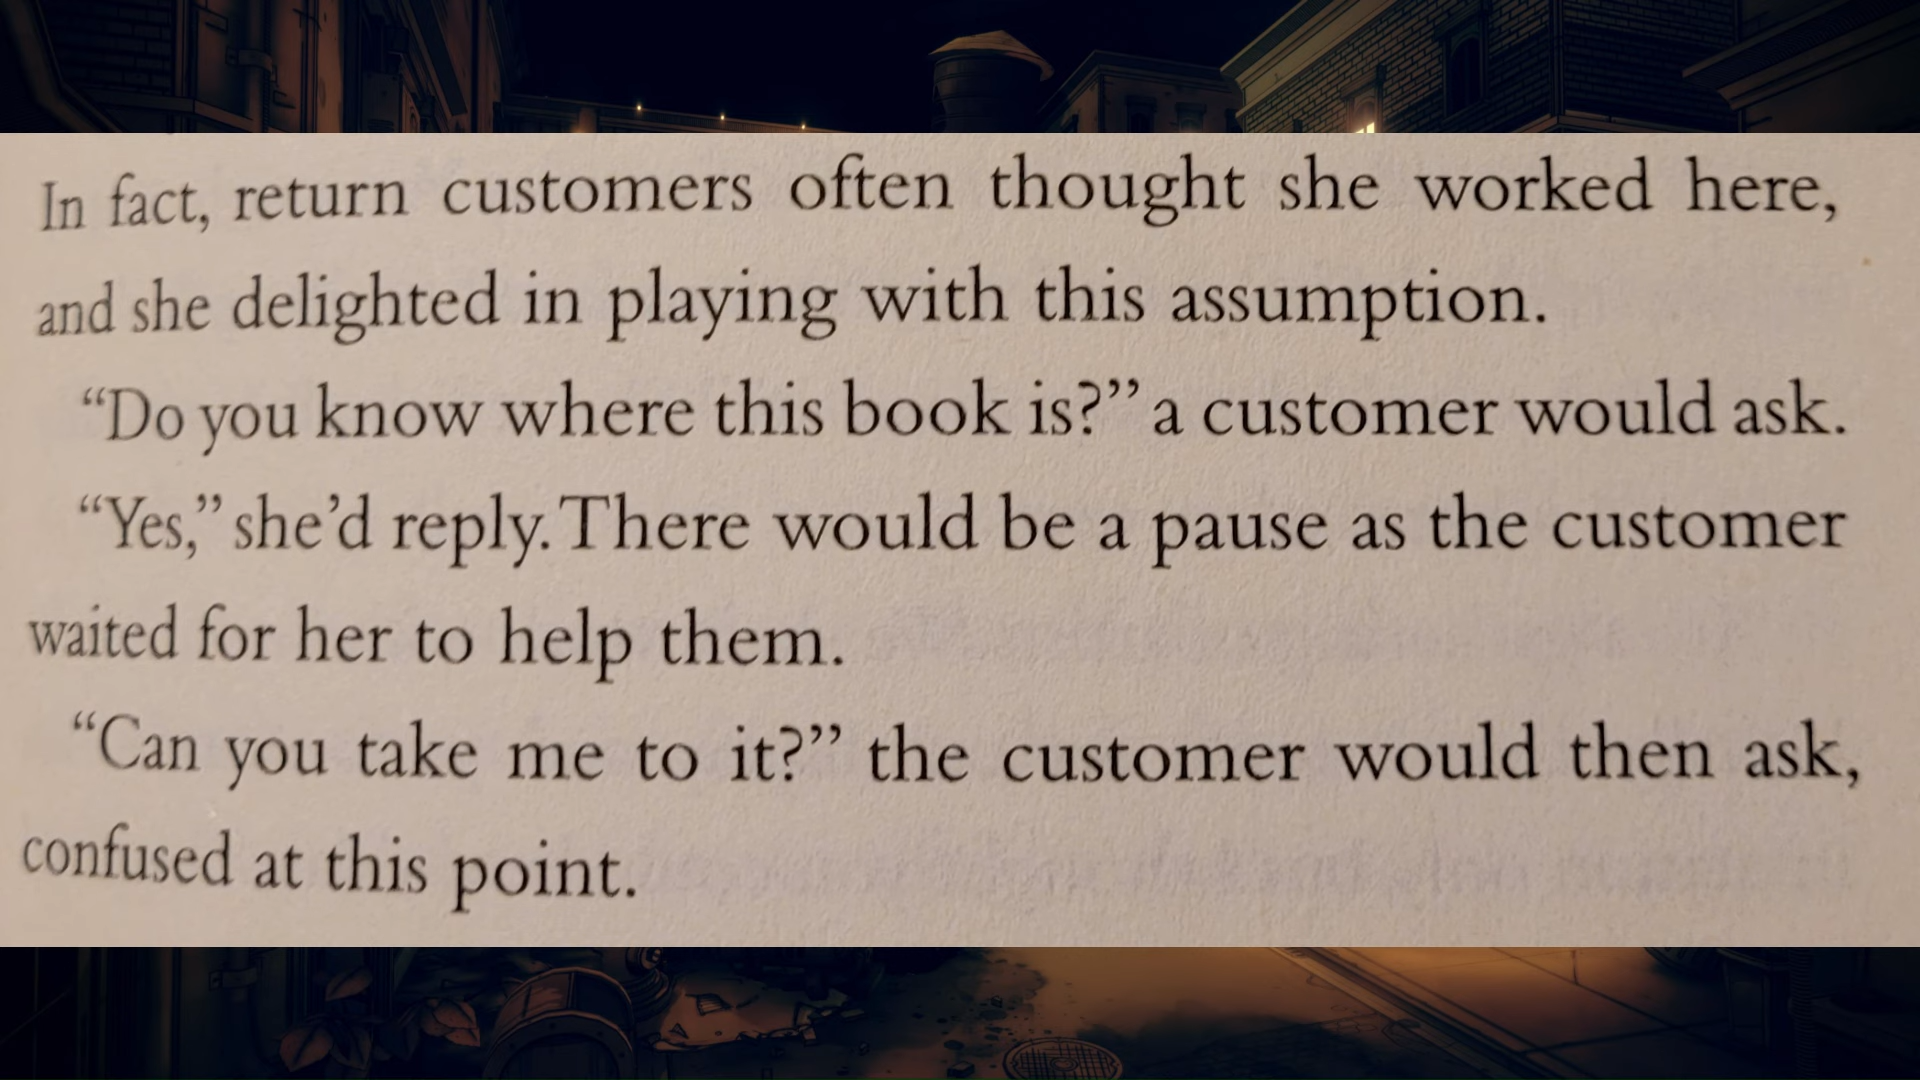 In fact, return customers often thought she worked here,
and she delighted in playing with this assumption.
“Do you know where this book is?” a customer would ask.
“Yes,” she’d reply. There would be a pause as the customer
waited for her to help them.
“Can you take me to it?” the customer would then ask,
confused at this point.